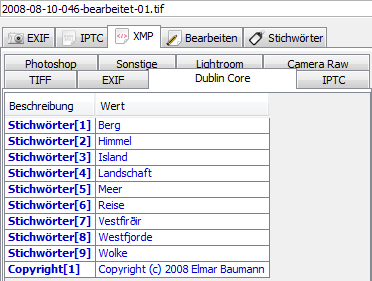 2008-08-10-046-bearbeitet-01.tif
EXIF IPTC XMP Bearbeiten Stichwörter
Photoshop Sonstige Lightroom Camera Raw
TIFF EXIF Dublin Core IPTC
Beschreibung Wert
Stichwörter[1] Berg
Stichwörter[2] Himmel
Stichwörter[3] Island
Stichwörter[4] Landschaft
Stichwörter[5] Meer
Stichwörter[6] Reise
Stichwörter[7] Vestfirðir
Stichwörter[8] Westfjorde
Stichwörter[9] Wolke
Copyright[1] Copyright (c) 2008 Elmar Baumann